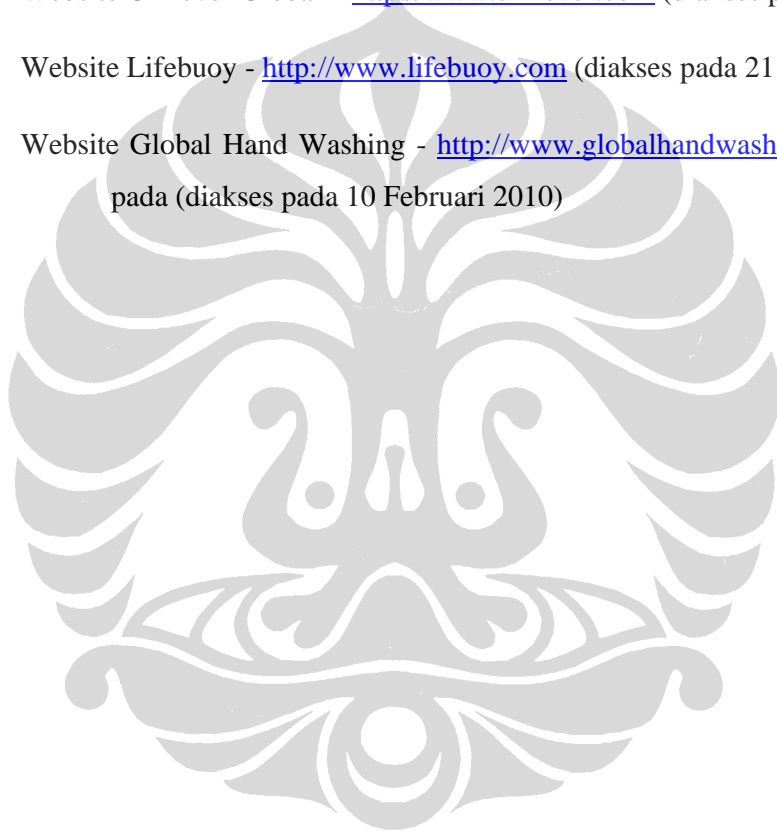 Website Lifebuoy - http://www.lifebuoy.com (diakses pada 21
Website Global Hand Washing - http://www.globalhandwash
pada (diakses pada 10 Februari 2010)